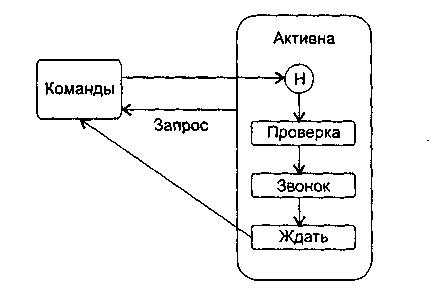 Активна
Команды
Н
Запрос
Проверка
Звонок
Ждать